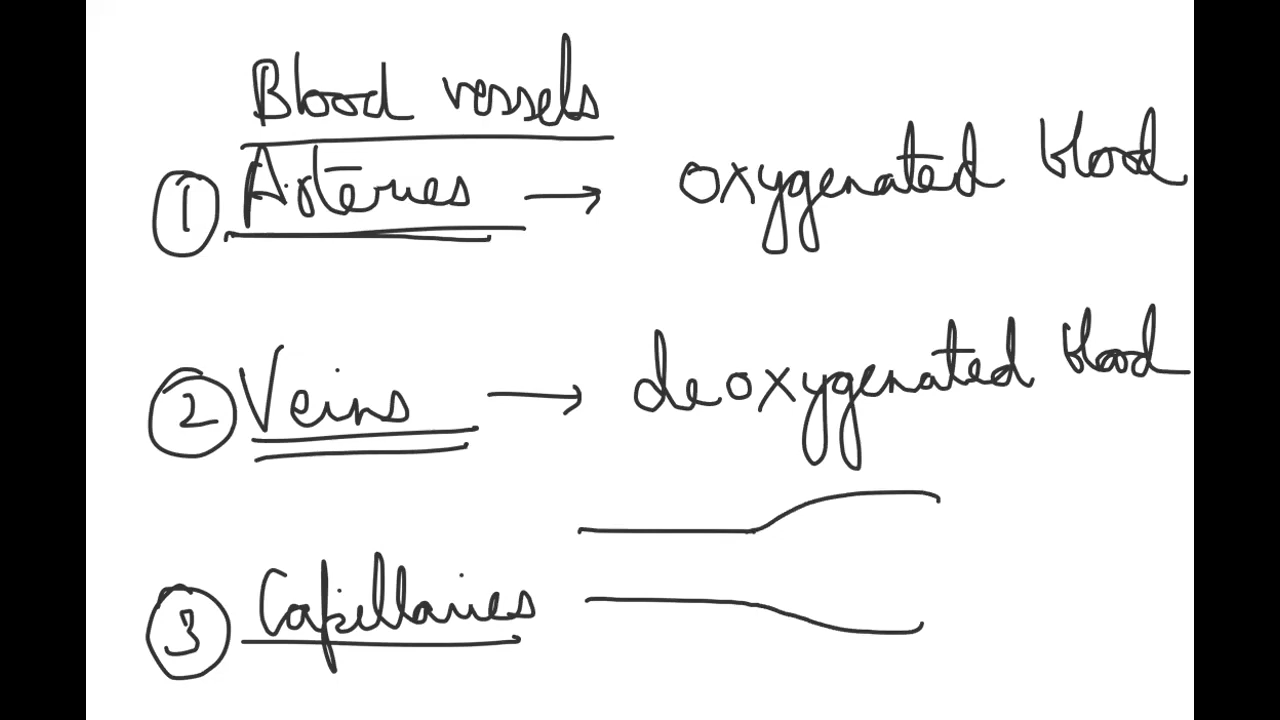 Blood vessels
① Arteries → oxygenated blood
② Veins → deoxygenated blood
③ Capillaries